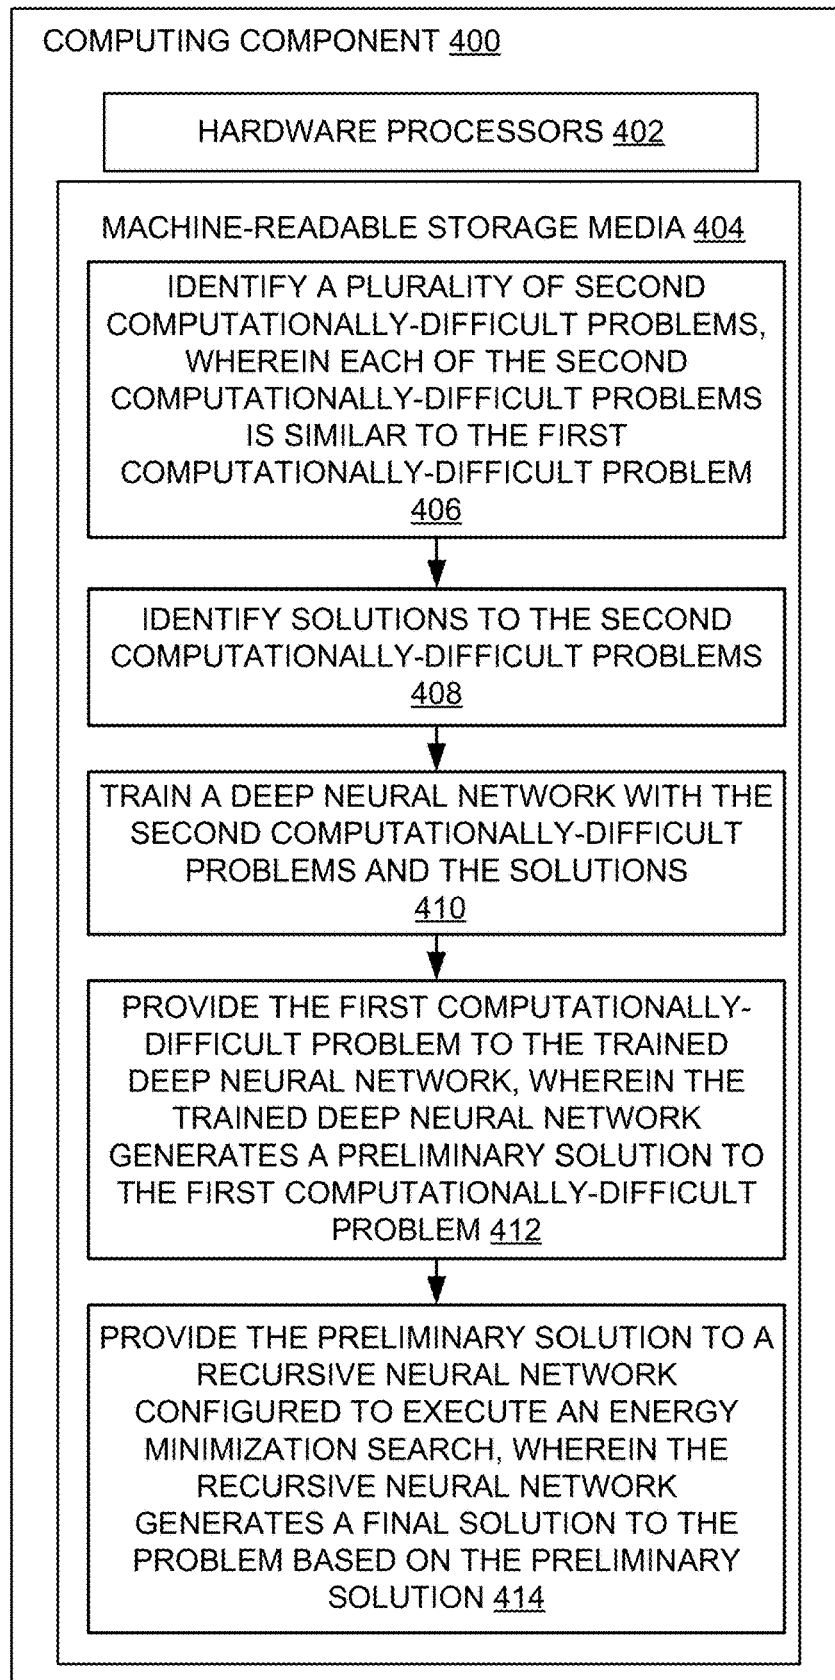 COMPUTING COMPONENT 400
HARDWARE PROCESSORS 402
MACHINE-READABLE STORAGE MEDIA 404
IDENTIFY A PLURALITY OF SECOND
COMPUTATIONALLY-DIFFICULT PROBLEMS,
WHEREIN EACH OF THE SECOND
COMPUTATIONALLY-DIFFICULT PROBLEMS
IS SIMILAR TO THE FIRST
COMPUTATIONALLY-DIFFICULT PROBLEM
406
IDENTIFY SOLUTIONS TO THE SECOND
COMPUTATIONALLY-DIFFICULT PROBLEMS
408
TRAIN A DEEP NEURAL NETWORK WITH THE
SECOND COMPUTATIONALLY-DIFFICULT
PROBLEMS AND THE SOLUTIONS
410
PROVIDE THE FIRST COMPUTATIONALLY-
DIFFICULT PROBLEM TO THE TRAINED
DEEP NEURAL NETWORK, WHEREIN THE
TRAINED DEEP NEURAL NETWORK
GENERATES A PRELIMINARY SOLUTION TO
THE FIRST COMPUTATIONALLY-DIFFICULT
PROBLEM 412
PROVIDE THE PRELIMINARY SOLUTION TO A
RECURSIVE NEURAL NETWORK
CONFIGURED TO EXECUTE AN ENERGY
MINIMIZATION SEARCH, WHEREIN THE
RECURSIVE NEURAL NETWORK
GENERATES A FINAL SOLUTION TO THE
PROBLEM BASED ON THE PRELIMINARY
SOLUTION 414